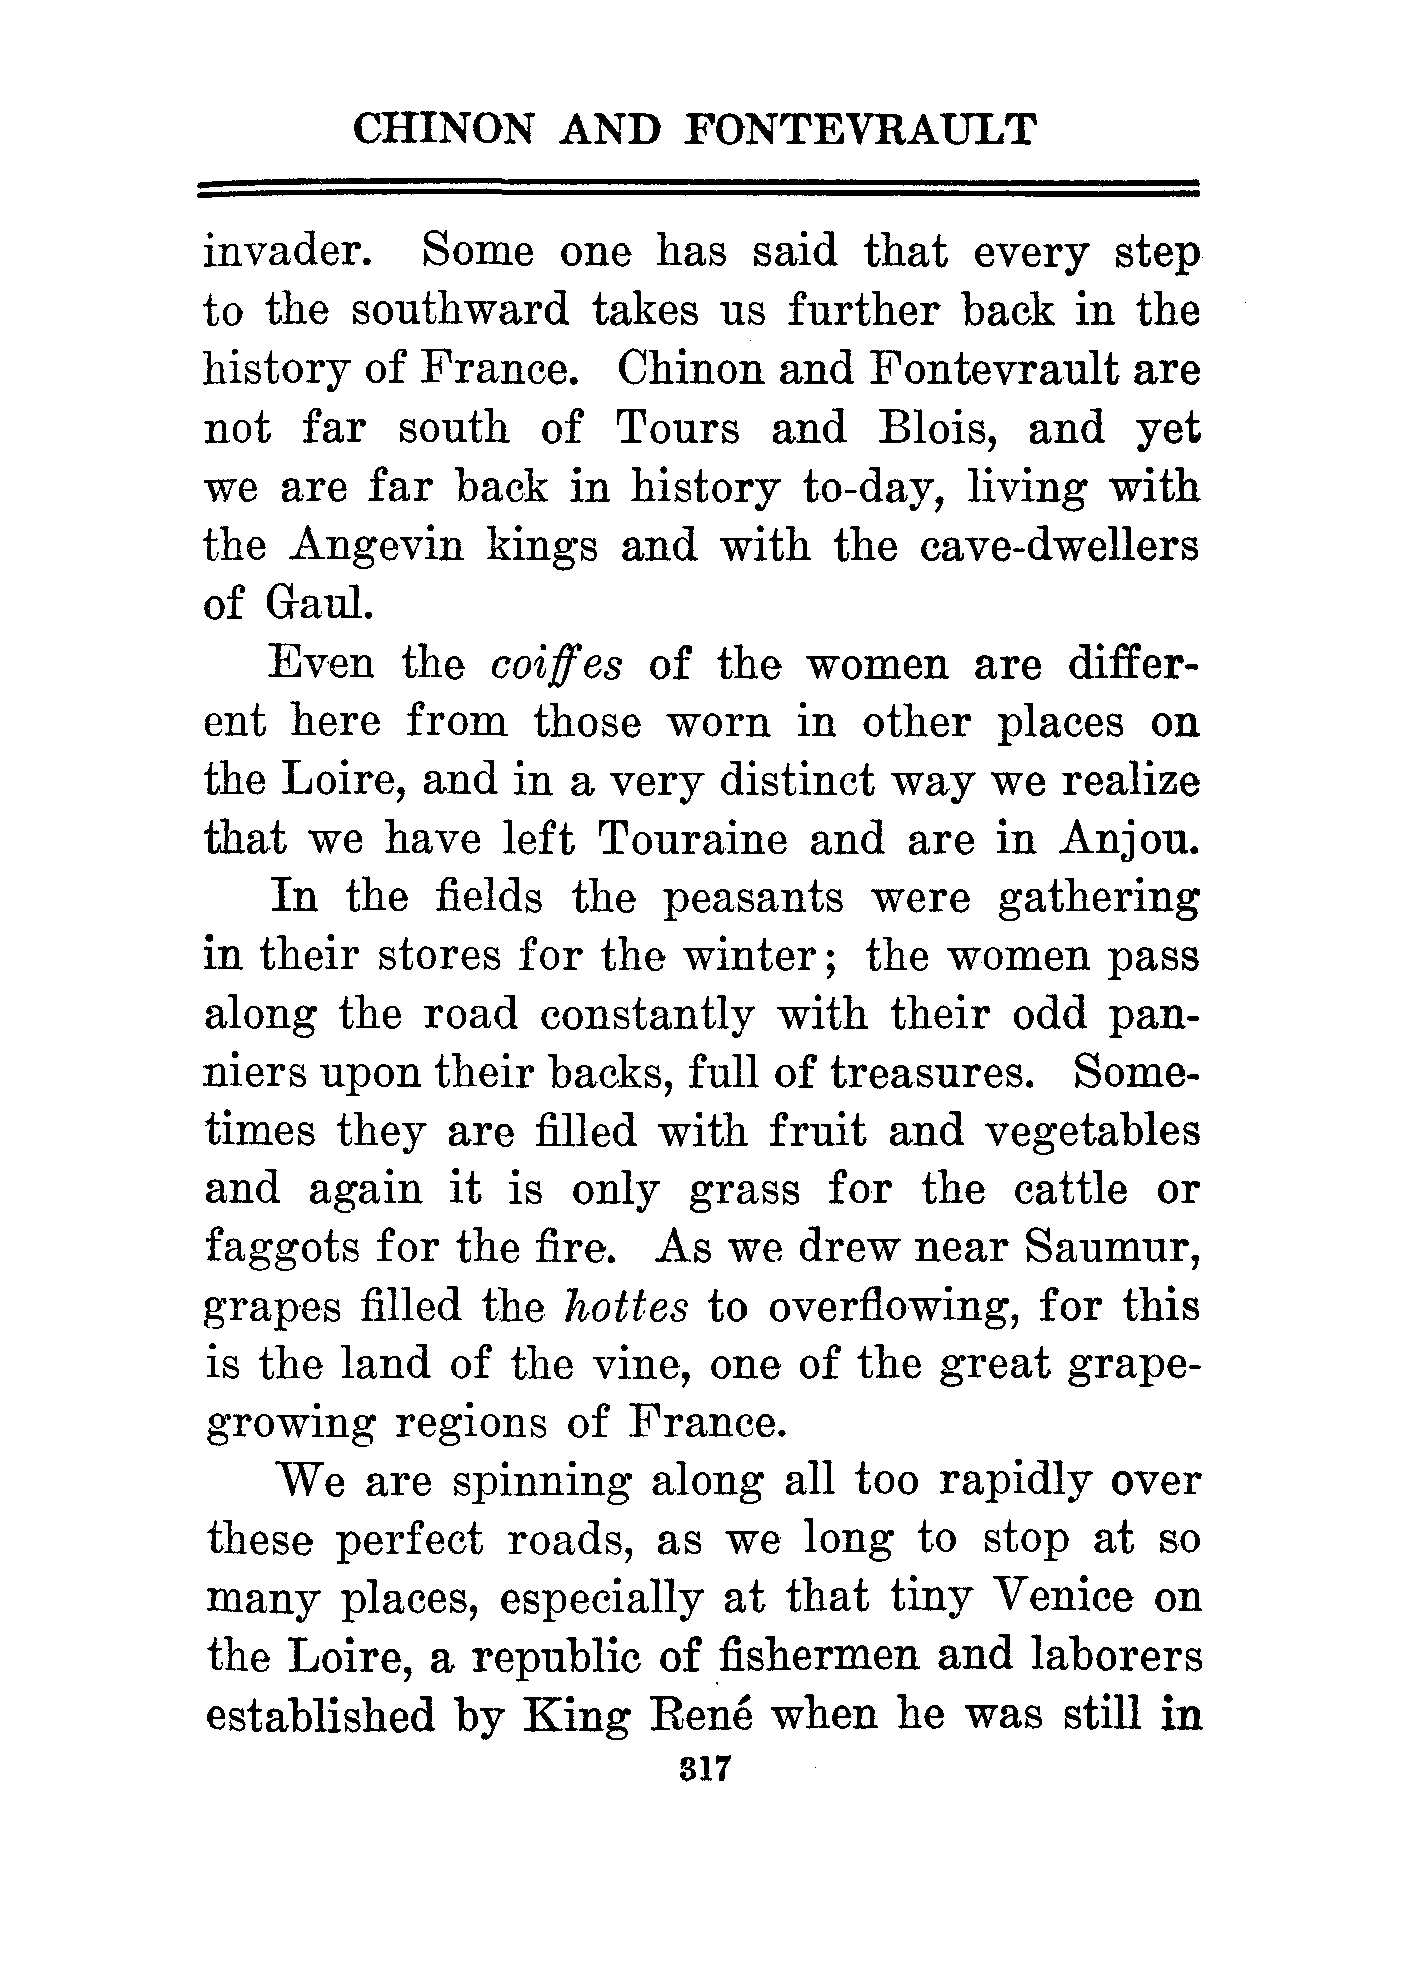 CHINON AND FONTEVRAULT
invader. Some one has said that every step
to the southward takes us further back in the
history of France. Chinon and Fontevrault are
not far south of Tours and Blois, and yet
we are far back in history to-day, living with
the Angevin kings and with the cave-dwellers
of Gaul.
Even the coiffes of the women are differ-
ent here from those worn in other places on
the Loire, and in a very distinct way we realize
that we have left Touraine and are in Anjou.
In the fields the peasants were gathering
in their stores for the winter; the women pass
along the road constantly with their odd pan-
niers upon their backs, full of treasures. Some-
times they are filled with fruit and vegetables
and again it is only grass for the cattle or
faggots for the fire. As we drew near Saumur,
grapes filled the hottes to overflowing, for this
is the land of the vine, one of the great grape-
growing regions of France.
We are spinning along all too rapidly over
these perfect roads, as we long to stop at so
many places, especially at that tiny Venice on
the Loire, a republic of fishermen and laborers
established by King René when he was still in
317